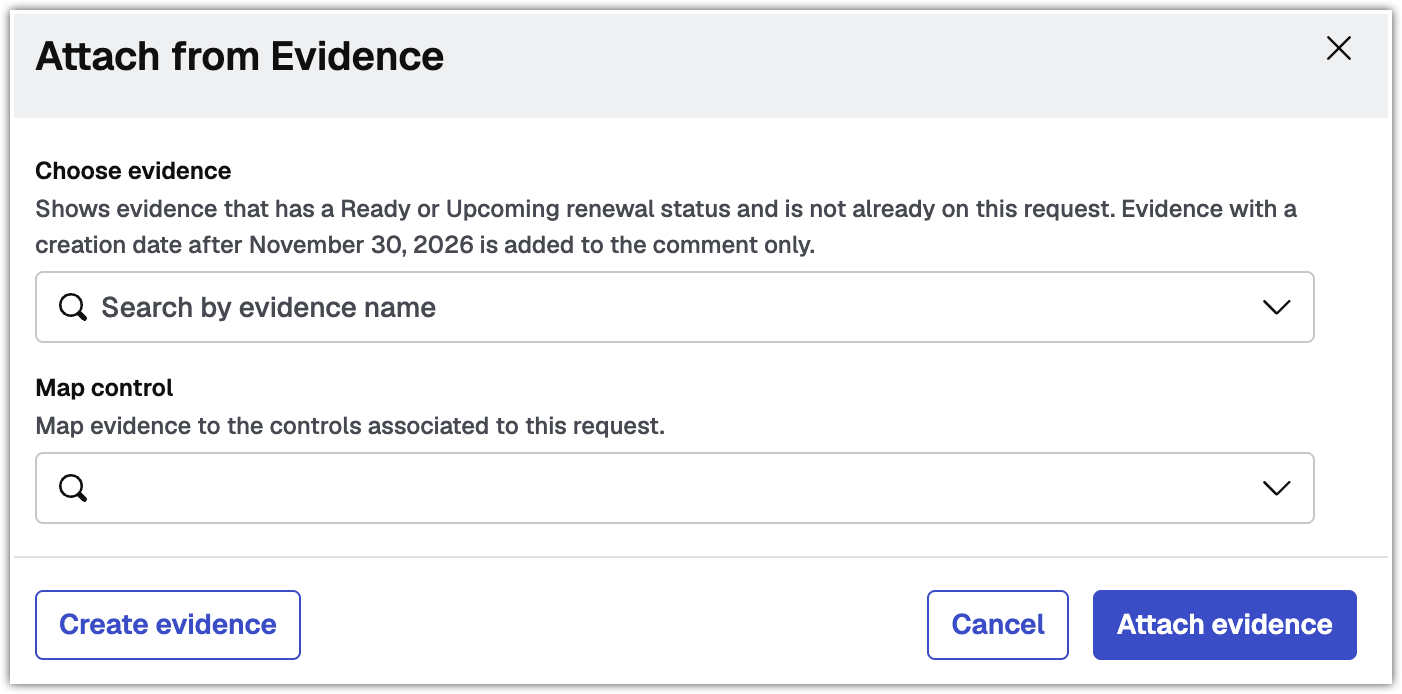 Attach from Evidence
Choose evidence
Shows evidence that has a Ready or Upcoming renewal status and is not already on this request. Evidence with a
creation date after November 30, 2026 is added to the comment only.
Search by evidence name
Map control
Map evidence to the controls associated to this request.
Create evidence
Cancel
Attach evidence